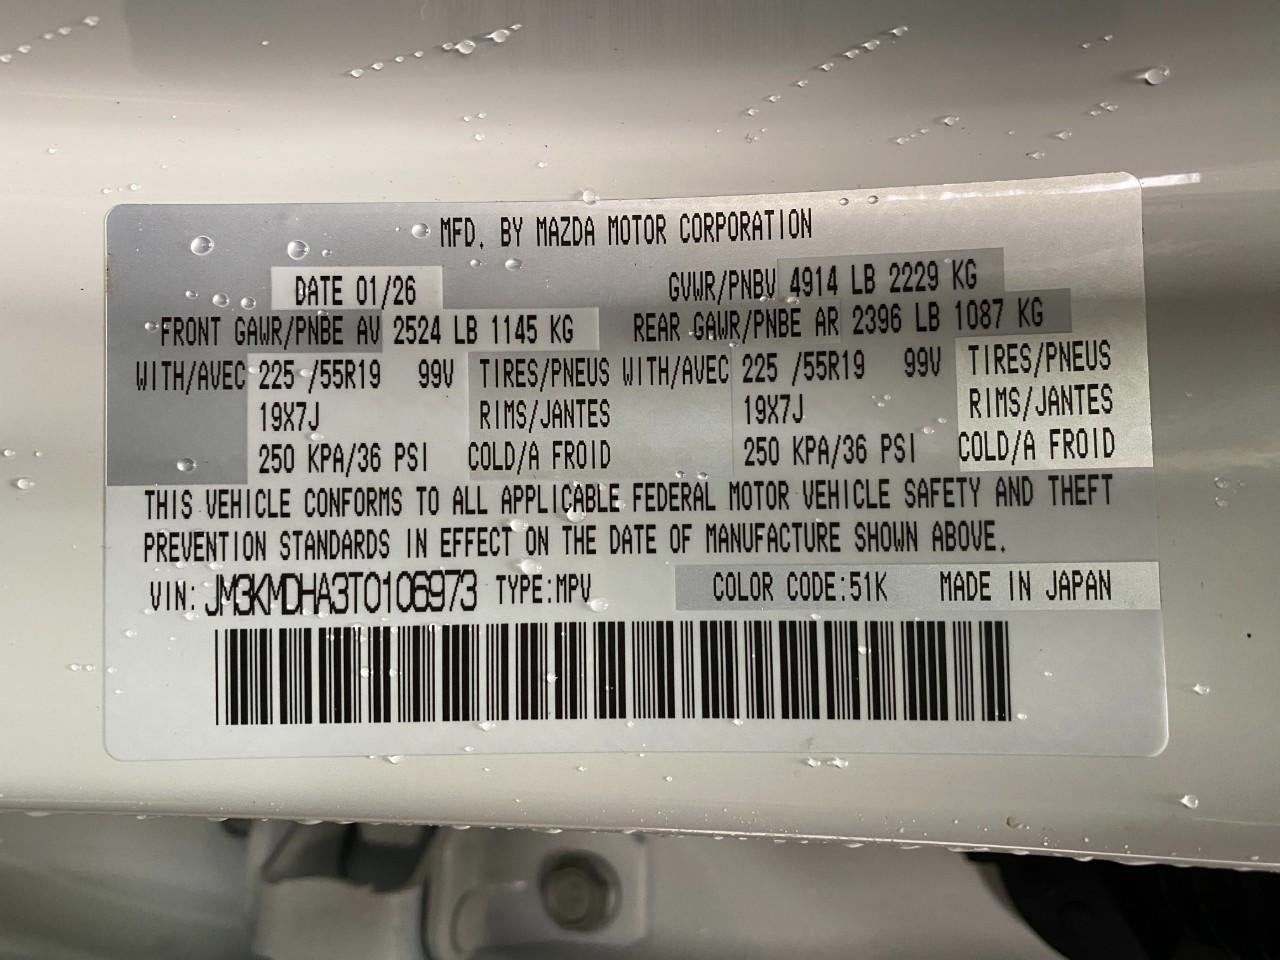 MFD. BY MAZDA MOTOR CORPORATION
DATE 01/26 GVWR/PNBV 4914 LB 2229 KG
FRONT GAWR/PNBE AV 2524 LB 1145 KG REAR GAWR/PNBE AR 2396 LB 1087 KG
WITH/AVEC 225 /55R19 99V TIRES/PNEUS WITH/AVEC 225 /55R19 99V TIRES/PNEUS
19X7J RIMS/JANTES 19X7J RIMS/JANTES
250 KPA/36 PSI COLD/A FROID 250 KPA/36 PSI COLD/A FROID
THIS VEHICLE CONFORMS TO ALL APPLICABLE FEDERAL MOTOR VEHICLE SAFETY AND THEFT
PREVENTION STANDARDS IN EFFECT ON THE DATE OF MANUFACTURE SHOWN ABOVE.
VIN: JM3KMDHA3T0106973 TYPE:MPV COLOR CODE:51K MADE IN JAPAN